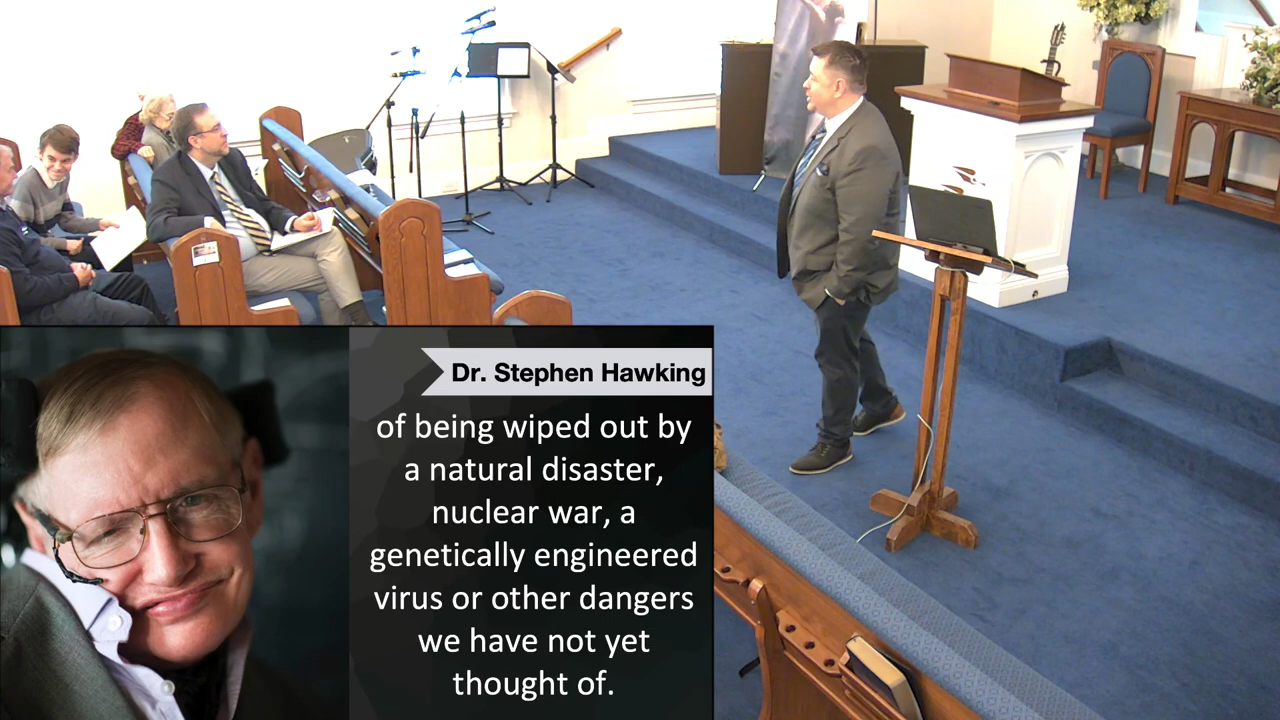 Dr. Stephen Hawking
of being wiped out by
a natural disaster,
nuclear war, a
genetically engineered
virus or other dangers
we have not yet
thought of.